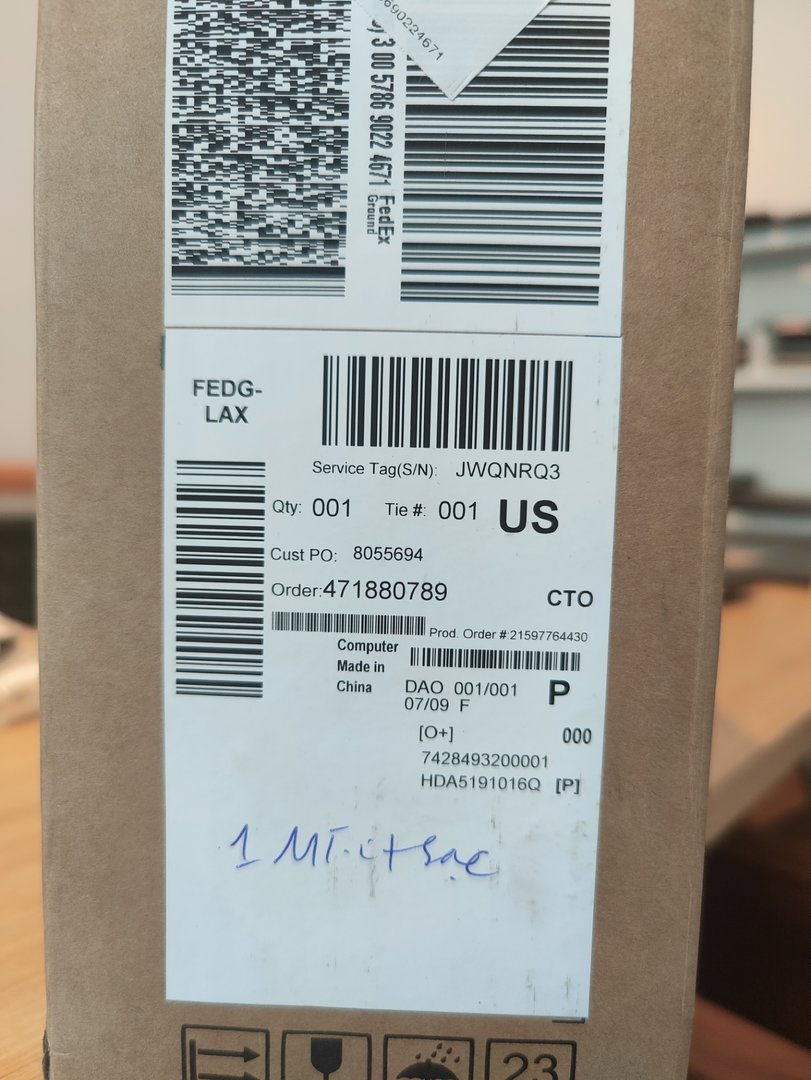 690224671
) 3 00 5786 9022 4671
FedEx
Ground
FEDG-
LAX
Service Tag(S/N): JWQNRQ3
Qty: 001 Tie #: 001 US
Cust PO: 8055694
Order:471880789
CTO
Prod. Order #:21597764430
Computer
Made in
China
DAO 001/001 P
07/09 F
[O+] 000
7428493200001
HDA5191016Q [P]
1 MT.
23